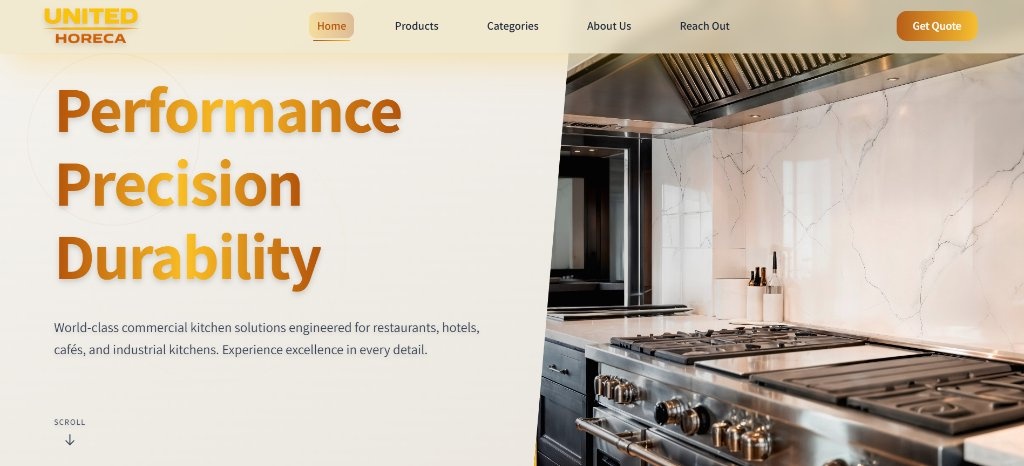 UNITED
HORECA
Home
Products
Categories
About Us
Reach Out
Get Quote
Performance
Precision
Durability
World-class commercial kitchen solutions engineered for restaurants, hotels,
cafés, and industrial kitchens. Experience excellence in every detail.
SCROLL